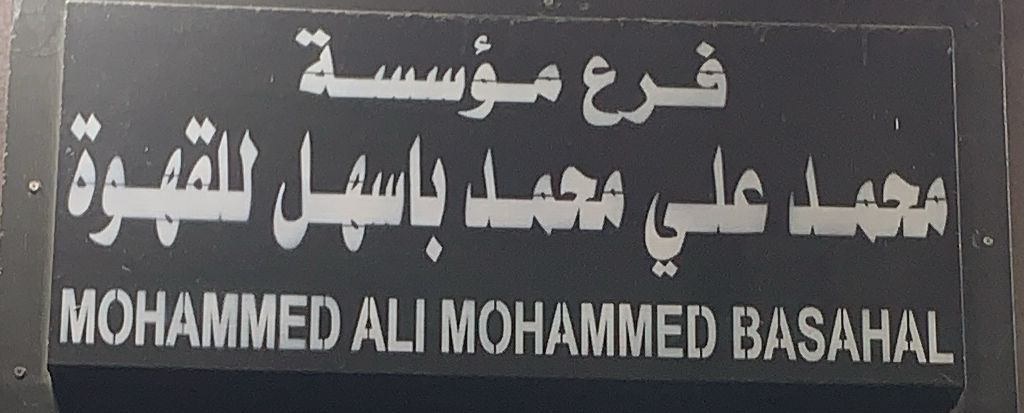 فرع مؤسسة
محمد علي محمد باسهل للقهوة
MOHAMMED ALI MOHAMMED BASAHAL